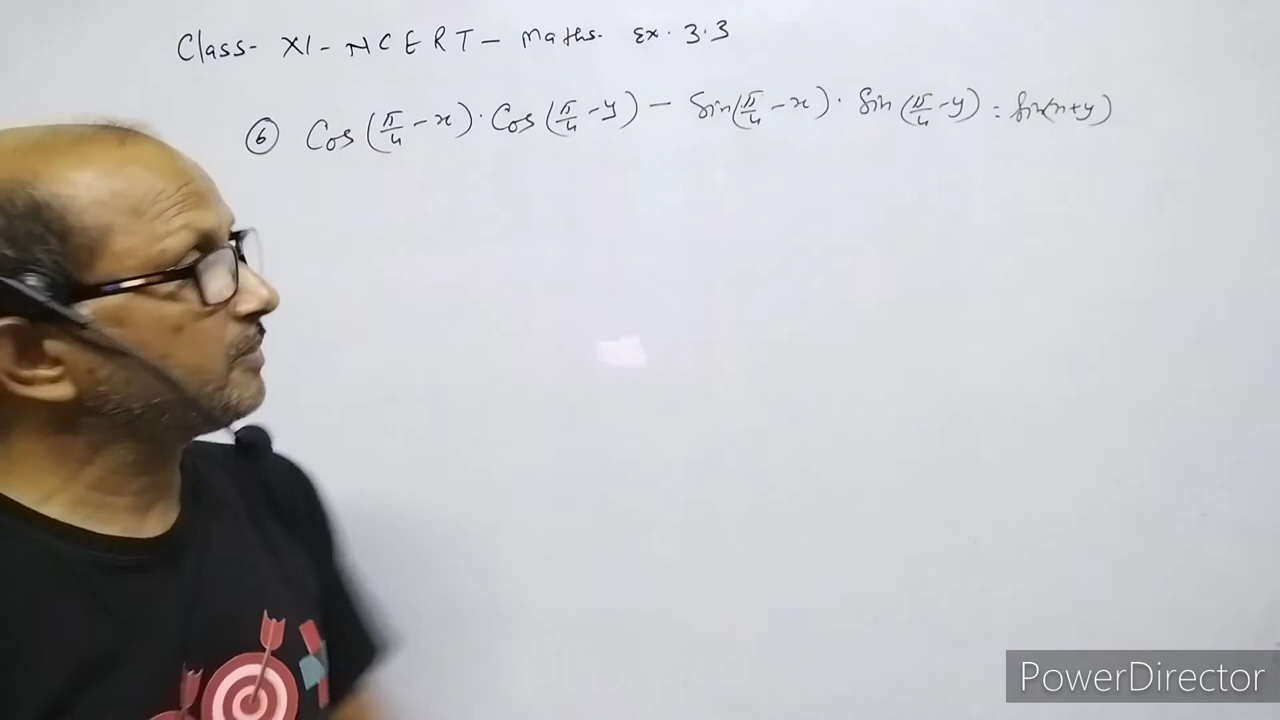 Class- XI- NCERT- Maths. Ex. 3.3
⑥ Cos(π/4 - x)·Cos(π/4 - y) - Sin(π/4 - x)·Sin(π/4 - y) = Sin(x+y)
PowerDirector